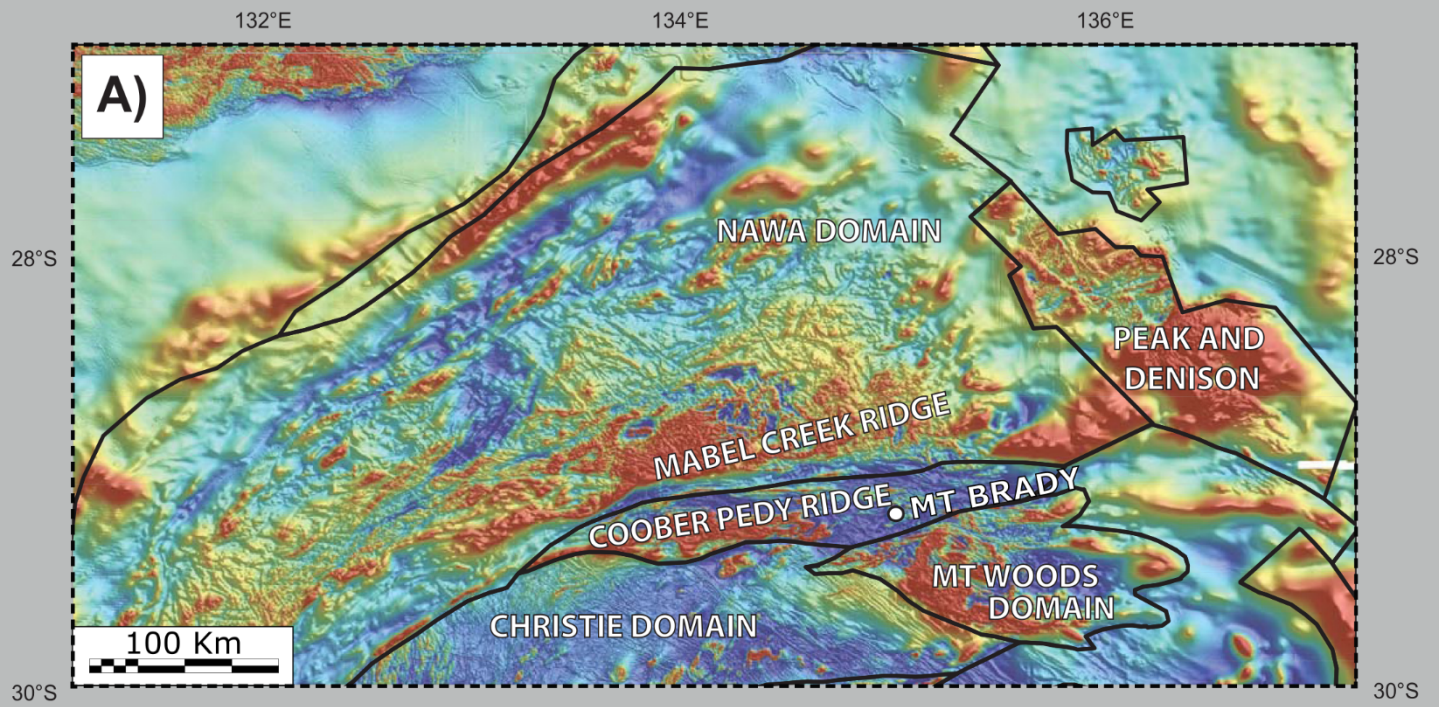 132°E
134°E
136°E
A)
NAWA DOMAIN
28°S
28°S
PEAK AND
DENISON
MABEL CREEK RIDGE
COOBER PEDY RIDGE
MT BRADY
MT WOODS
DOMAIN
CHRISTIE DOMAIN
100 Km
30°S
30°S